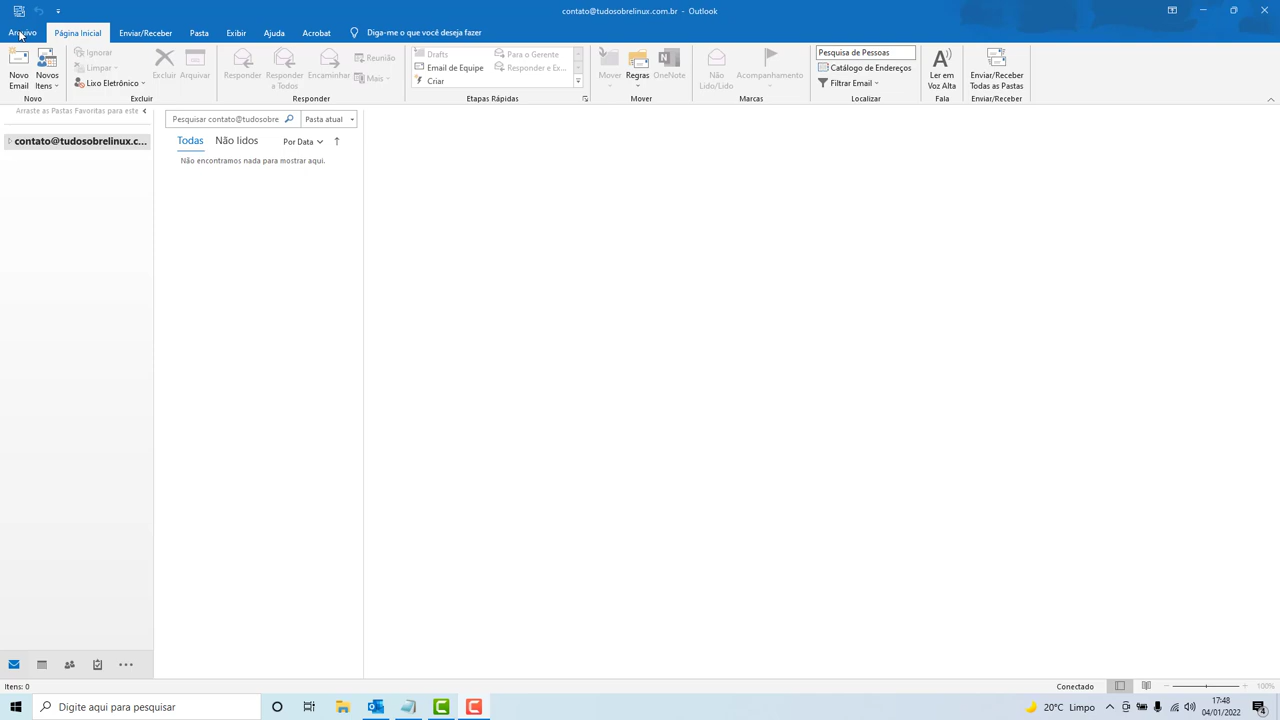 contato@tudosobrelinux.com.br - Outlook
Arquivo Página Inicial Enviar/Receber Pasta Exibir Ajuda Acrobat Diga-me o que você deseja fazer
Novo Email
Novos Itens
Novo
Ignorar
Limpar
Lixo Eletrônico
Excluir
Arquivar
Excluir
Responder
Responder a Todos
Encaminhar
Reunião
Mais
Responder
Drafts
Email de Equipe
Criar
Para o Gerente
Responder e Ex...
Etapas Rápidas
Mover
Regras
OneNote
Mover
Não Lido/Lido
Acompanhamento
Marcas
Pesquisa de Pessoas
Catálogo de Endereços
Filtrar Email
Localizar
Ler em Voz Alta
Fala
Enviar/Receber Todas as Pastas
Enviar/Receber
Arraste as Pastas Favoritas para este
contato@tudosobrelinux.c...
Pesquisar contato@tudosobre Pasta atual
Todas Não lidos Por Data
Não encontramos nada para mostrar aqui.
Itens: 0
Conectado
100%
Digite aqui para pesquisar
20°C Limpo
17:48
04/01/2022
4